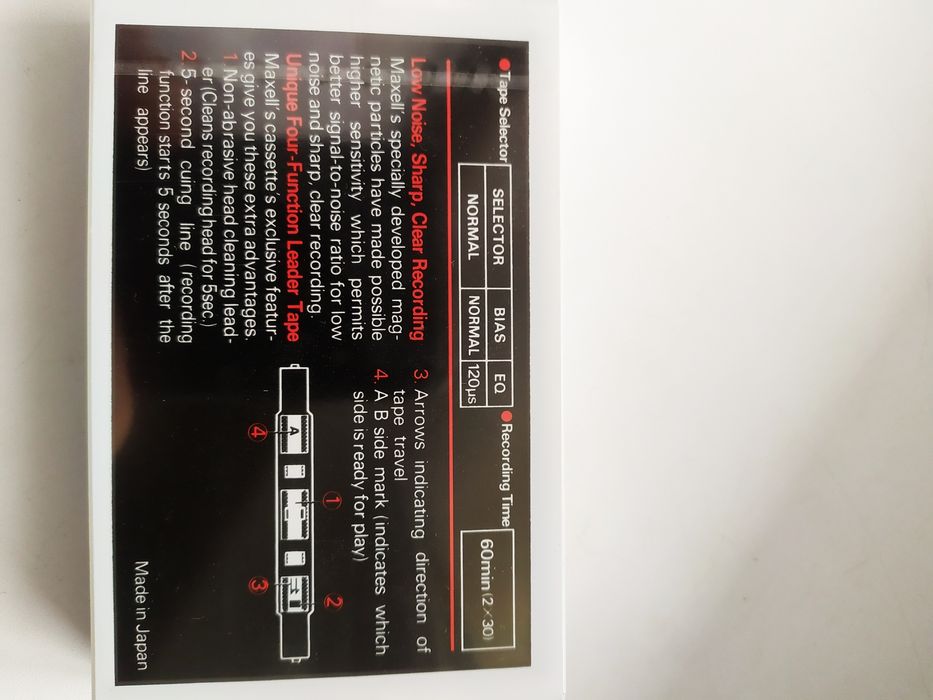 ●Tape Selector
SELECTOR BIAS EQ
NORMAL NORMAL 120μs
●Recording Time
60min(2×30)
Low Noise, Sharp, Clear Recording
Maxell's specially developed mag-
netic particles have made possible
higher sensitivity which permits
better signal-to-noise ratio for low
noise and sharp, clear recording.
Unique Four-Function Leader Tape
Maxell's cassette's exclusive featur-
es give you these extra advantages.
1. Non-abrasive head cleaning lead-
er (Cleans recording head for 5sec.)
2. 5-second cuing line (recording
function starts 5 seconds after the
line appears)
3. Arrows indicating direction of
tape travel
4. A B side mark (indicates which
side is ready for play)
① ②
A
④ ③
Made in Japan